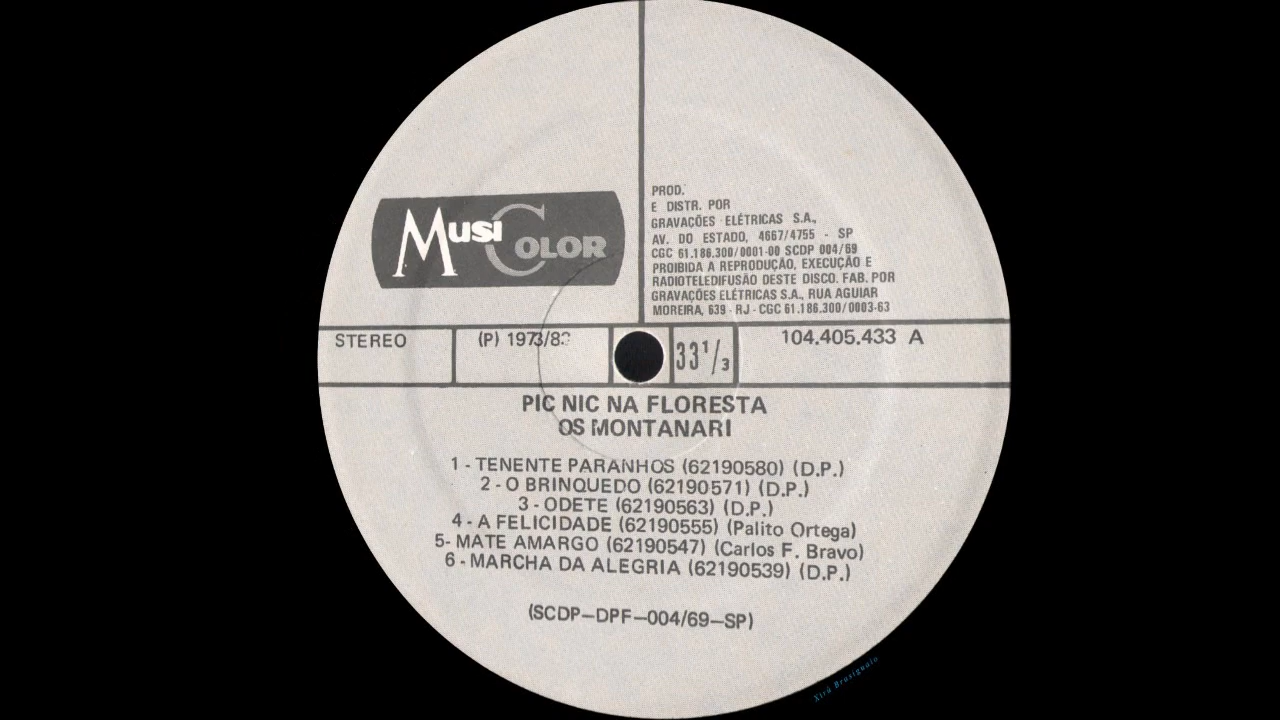 Musi Color
PROD.
E DISTR. POR
GRAVAÇÕES ELÉTRICAS S.A.,
AV. DO ESTADO, 4667/4755 - SP
CGC 61.186.300/0001-00 SCDP 004/69
PROIBIDA A REPRODUÇÃO, EXECUÇÃO E
RADIOTELEDIFUSÃO DESTE DISCO. FAB. POR
GRAVAÇÕES ELÉTRICAS S.A., RUA AGUIAR
MOREIRA, 639 - RJ - CGC 61.186.300/0003-63
STEREO
(P)
33 1/3
104.405.433 A
PIC NIC NA FLORESTA
OS MONTANARI
1 - TENENTE PARANHOS (62190580) (D.P.)
2 - O BRINQUEDO (62190571) (D.P.)
3 - ODETE (62190563) (D.P.)
4 - A FELICIDADE (62190555) (Palito Ortega)
5- MATE AMARGO (62190547) (Carlos F. Bravo)
6 - MARCHA DA ALEGRIA (62190539) (D.P.)
(SCDP-DPF-004/69-SP)
Xirú Brasiguaio